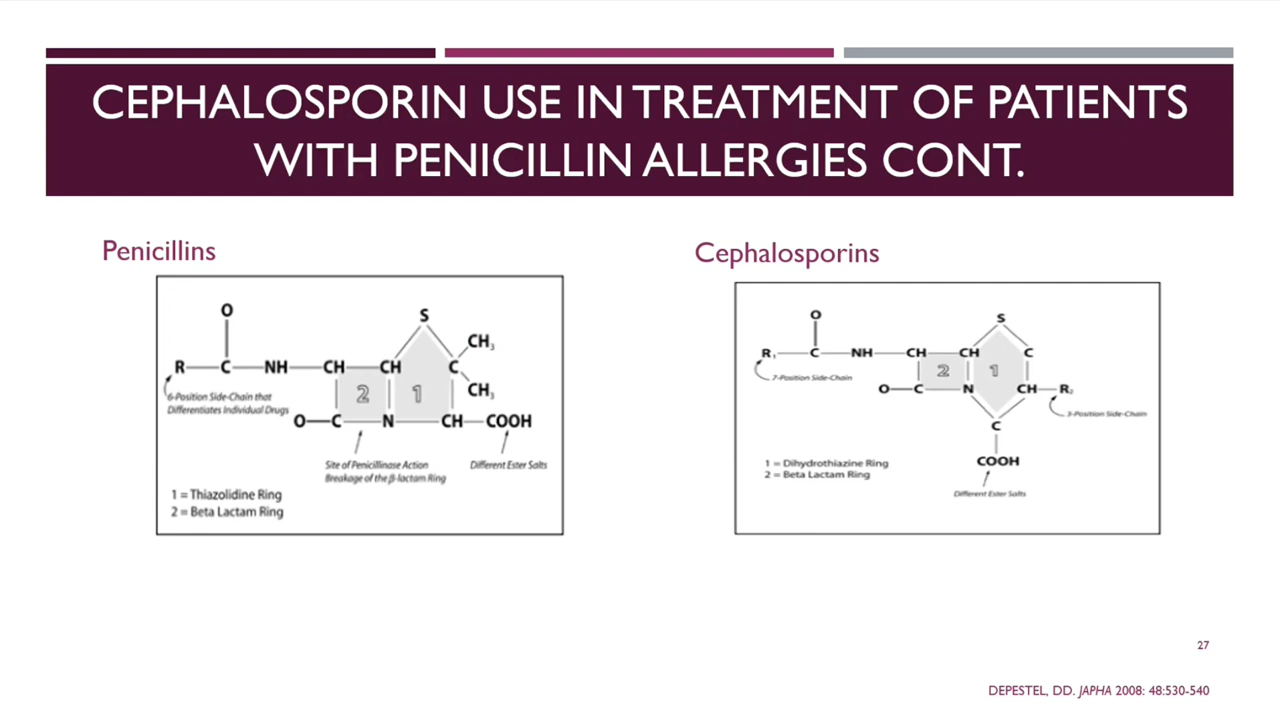 CEPHALOSPORIN USE IN TREATMENT OF PATIENTS
WITH PENICILLIN ALLERGIES CONT.
Penicillins
O
S
CH₃
R—C—NH—CH CH C
6-Position Side-Chain that
Differentiates Individual Drugs
2 1
CH₃
O—C—N—CH—COOH
Site of Penicillinase Action
Breakage of the β-lactam Ring
Different Ester Salts
1 = Thiazolidine Ring
2 = Beta Lactam Ring
Cephalosporins
O
S
R₁—C—NH—CH CH C
7-Position Side-Chain
2 1
O—C—N CH—R₂
3-Position Side-Chain
C
COOH
1 = Dihydrothiazine Ring
2 = Beta Lactam Ring
Different Ester Salts
27
DEPESTEL, DD. JAPHA 2008: 48:530-540